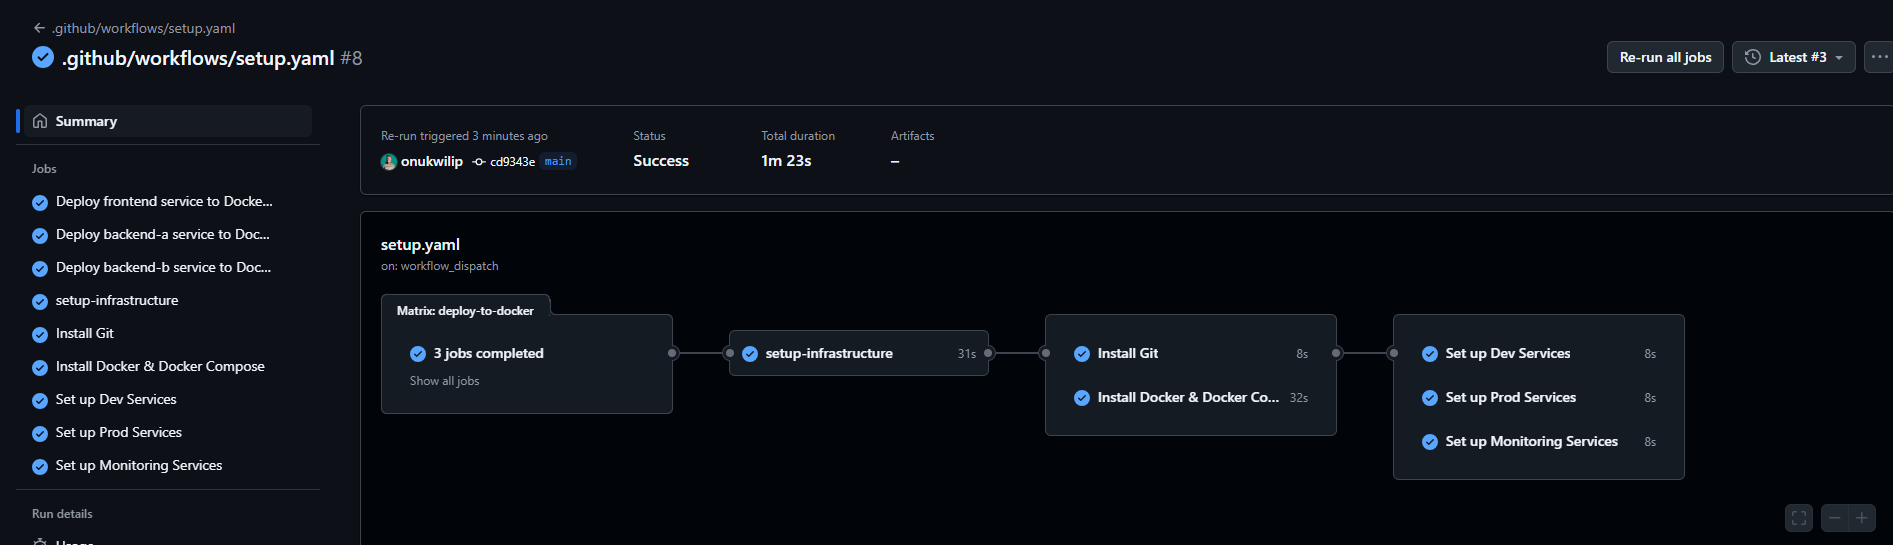 .github/workflows/setup.yaml
.github/workflows/setup.yaml #8
Re-run all jobs
Latest #3
Summary
Jobs
Deploy frontend service to Docke...
Deploy backend-a service to Doc...
Deploy backend-b service to Doc...
setup-infrastructure
Install Git
Install Docker & Docker Compose
Set up Dev Services
Set up Prod Services
Set up Monitoring Services
Run details
Usage
Re-run triggered 3 minutes ago
onukwilip cd9343e main
Status
Success
Total duration
1m 23s
Artifacts
–
setup.yaml
on: workflow_dispatch
Matrix: deploy-to-docker
3 jobs completed
Show all jobs
setup-infrastructure 31s
Install Git 8s
Install Docker & Docker Co... 32s
Set up Dev Services 8s
Set up Prod Services 8s
Set up Monitoring Services 8s